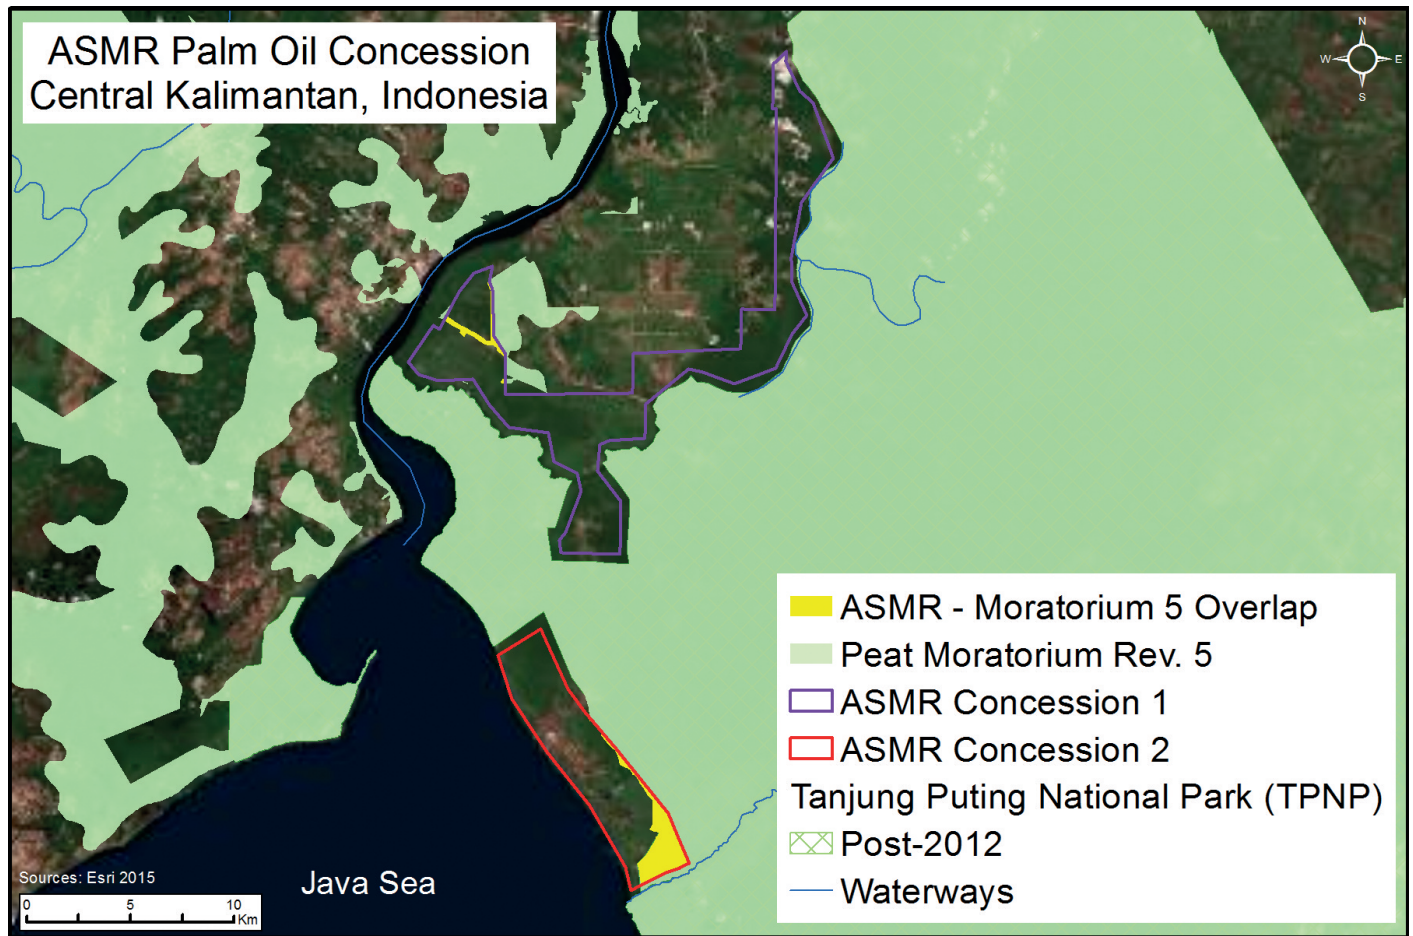 ASMR Palm Oil Concession
Central Kalimantan, Indonesia
N
W
E
S
ASMR - Moratorium 5 Overlap
Peat Moratorium Rev. 5
ASMR Concession 1
ASMR Concession 2
Tanjung Puting National Park (TPNP)
Post-2012
Waterways
Java Sea
Sources: Esri 2015
0 5 10
Km